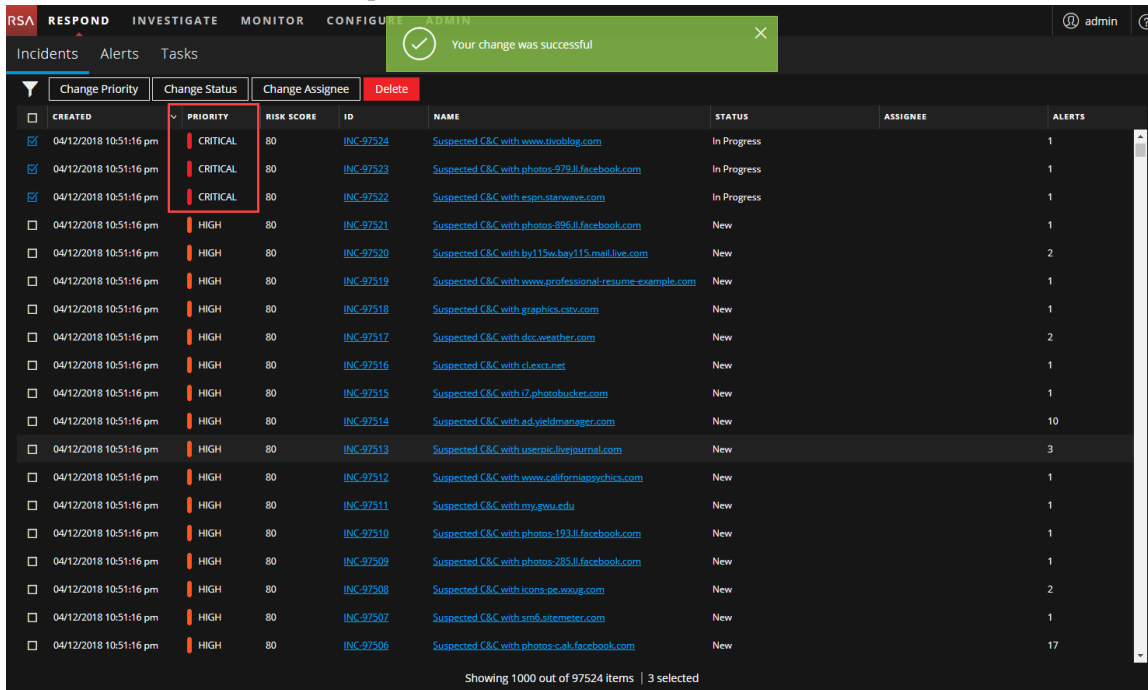 RSA RESPOND INVESTIGATE MONITOR CONFIGURE ADMIN admin
Your change was successful
Incidents Alerts Tasks
Change Priority Change Status Change Assignee Delete
CREATED PRIORITY RISK SCORE ID NAME STATUS ASSIGNEE ALERTS
04/12/2018 10:51:16 pm CRITICAL 80 INC-97524 Suspected C&C with www.tivoblog.com In Progress 1
04/12/2018 10:51:16 pm CRITICAL 80 INC-97523 Suspected C&C with photos-979.ll.facebook.com In Progress 1
04/12/2018 10:51:16 pm CRITICAL 80 INC-97522 Suspected C&C with espn.starwave.com In Progress 1
04/12/2018 10:51:16 pm HIGH 80 INC-97521 Suspected C&C with photos-896.ll.facebook.com New 1
04/12/2018 10:51:16 pm HIGH 80 INC-97520 Suspected C&C with by115w.bay115.mail.live.com New 2
04/12/2018 10:51:16 pm HIGH 80 INC-97519 Suspected C&C with www.professional-resume-example.com New 1
04/12/2018 10:51:16 pm HIGH 80 INC-97518 Suspected C&C with graphics.cstv.com New 1
04/12/2018 10:51:16 pm HIGH 80 INC-97517 Suspected C&C with dcc.weather.com New 2
04/12/2018 10:51:16 pm HIGH 80 INC-97516 Suspected C&C with cl.exct.net New 1
04/12/2018 10:51:16 pm HIGH 80 INC-97515 Suspected C&C with i7.photobucket.com New 1
04/12/2018 10:51:16 pm HIGH 80 INC-97514 Suspected C&C with ad.yieldmanager.com New 10
04/12/2018 10:51:16 pm HIGH 80 INC-97513 Suspected C&C with userpic.livejournal.com New 3
04/12/2018 10:51:16 pm HIGH 80 INC-97512 Suspected C&C with www.californiapsychics.com New 1
04/12/2018 10:51:16 pm HIGH 80 INC-97511 Suspected C&C with my.gwu.edu New 1
04/12/2018 10:51:16 pm HIGH 80 INC-97510 Suspected C&C with photos-193.ll.facebook.com New 1
04/12/2018 10:51:16 pm HIGH 80 INC-97509 Suspected C&C with photos-285.ll.facebook.com New 1
04/12/2018 10:51:16 pm HIGH 80 INC-97508 Suspected C&C with icons-pe.wxug.com New 2
04/12/2018 10:51:16 pm HIGH 80 INC-97507 Suspected C&C with sm6.sitemeter.com New 1
04/12/2018 10:51:16 pm HIGH 80 INC-97506 Suspected C&C with photos-c.ak.facebook.com New 17
Showing 1000 out of 97524 items | 3 selected